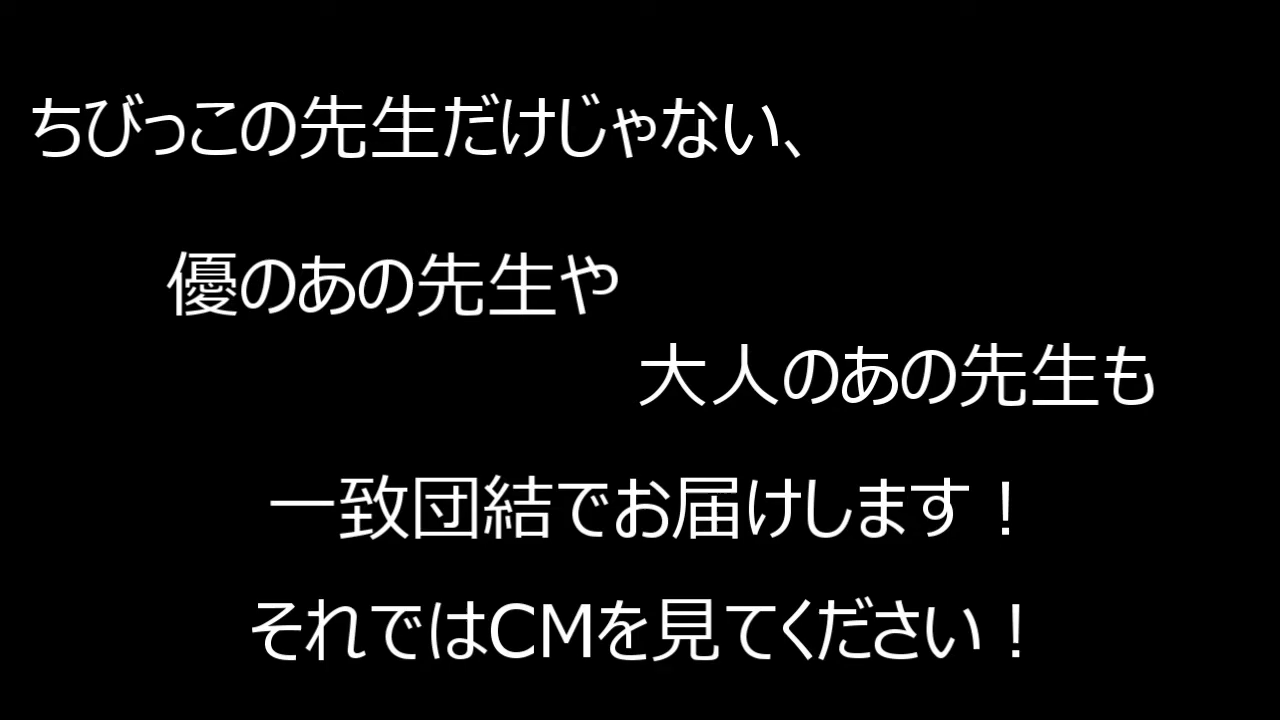 ちびっこの先生だけじゃない、
優のあの先生や
大人のあの先生も
一致団結でお届けします！
それではCMを見てください！